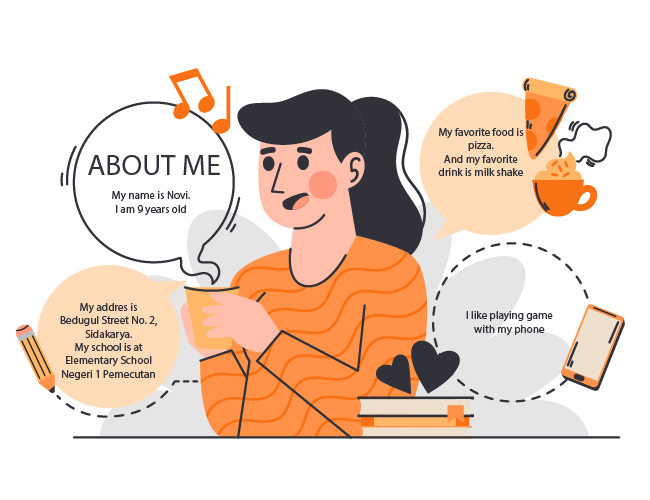 ABOUT ME
My name is Novi.
I am 9 years old
My favorite food is
pizza.
And my favorite
drink is milk shake
My addres is
Bedugul Street No. 2,
Sidakarya.
My school is at
Elementary School
Negeri 1 Pemecutan
I like playing game
with my phone